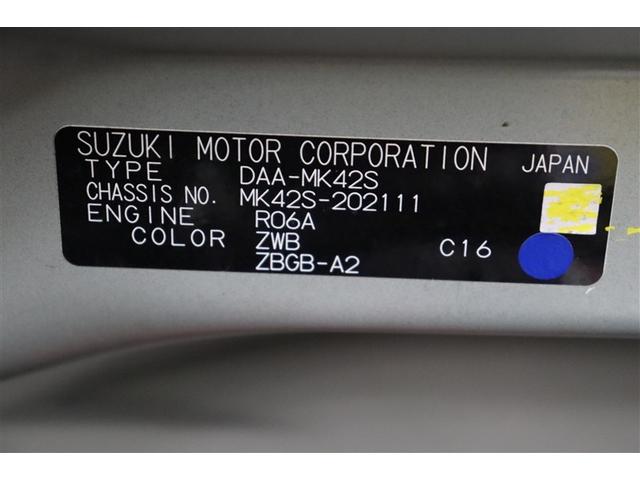 SUZUKI MOTOR CORPORATION JAPAN
TYPE DAA-MK42S
CHASSIS NO. MK42S-202111
ENGINE R06A
COLOR ZWB C16
ZBGB-A2